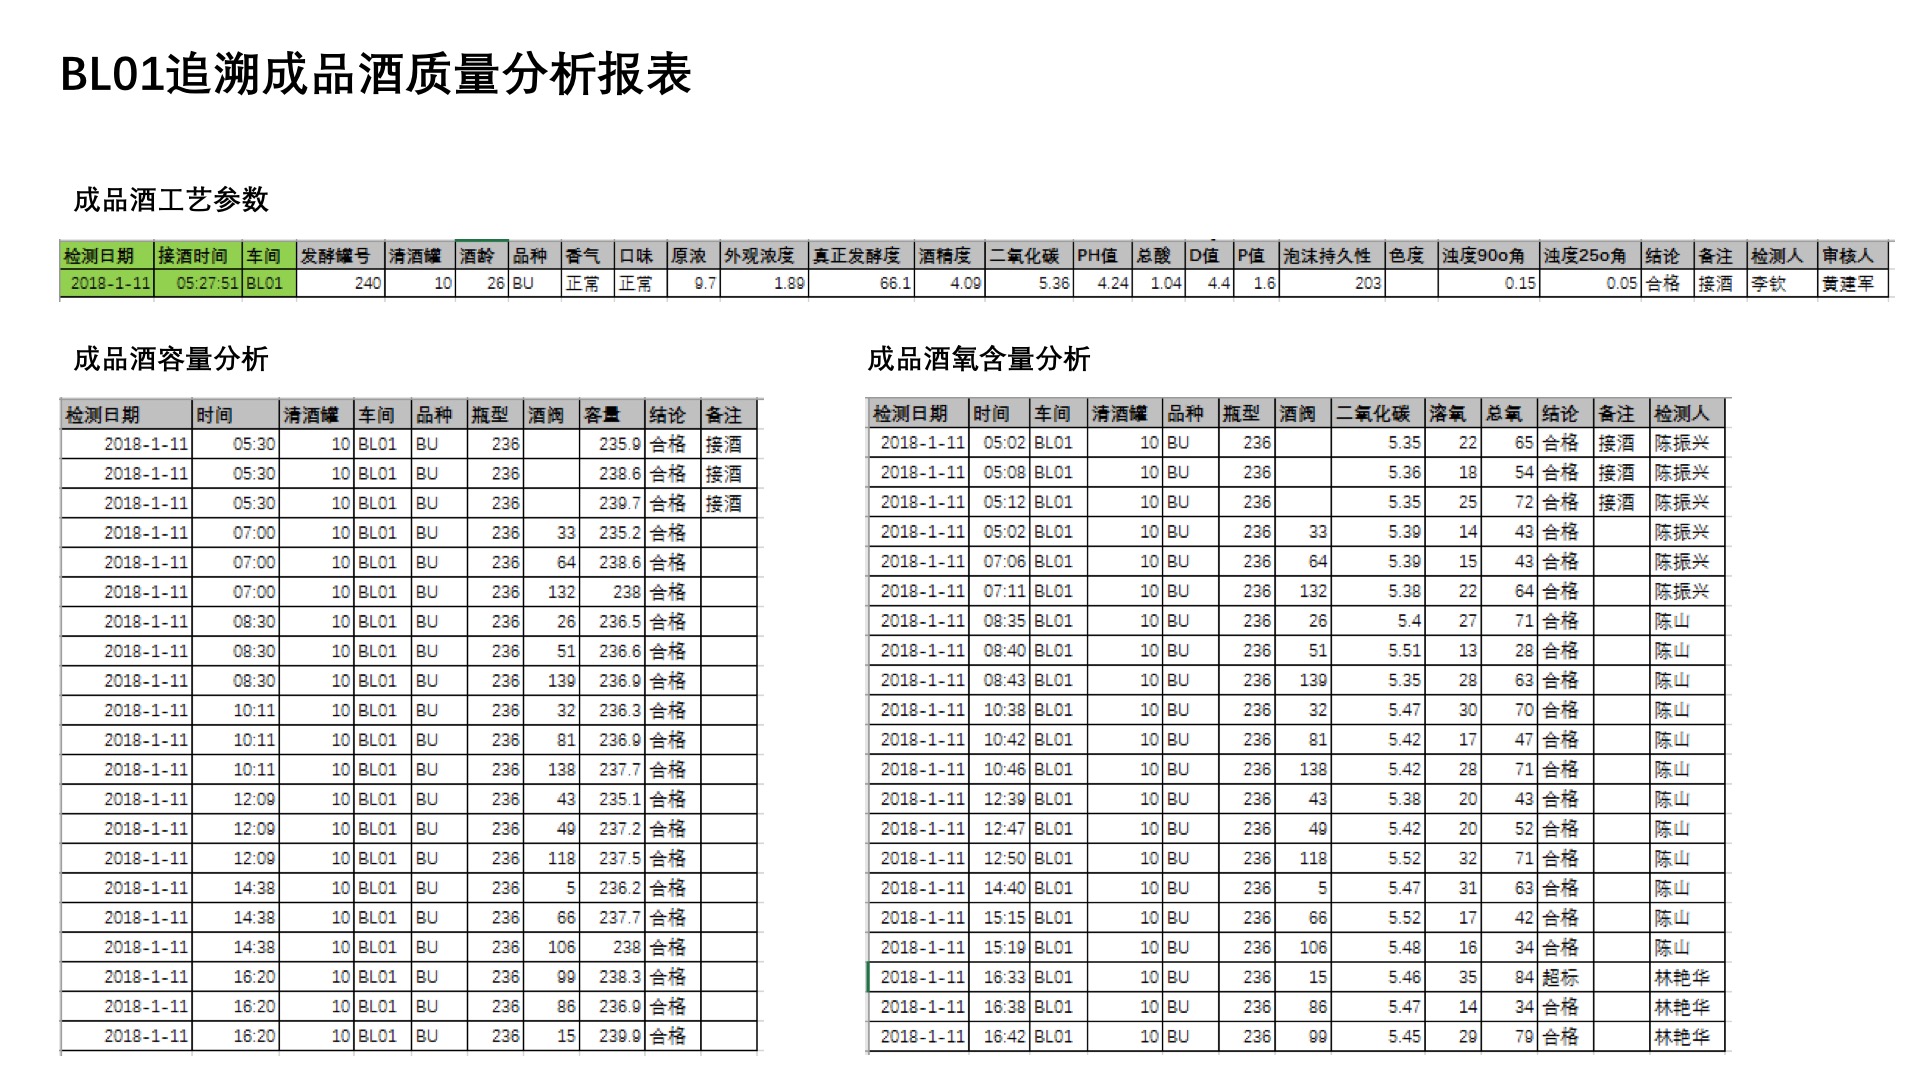 BL01追溯成品酒质量分析报表
成品酒工艺参数
检测日期 接酒时间 车间 发酵罐号 清酒罐 酒龄 品种 香气 口味 原浓 外观浓度 真正发酵度 酒精度 二氧化碳 PH值 总酸 D值 P值 泡沫持久性 色度 浊度90o角 浊度25o角 结论 备注 检测人 审核人
2018-1-11 05:27:51 BL01 240 10 26 BU 正常 正常 9.7 1.89 66.1 4.09 5.36 4.24 1.04 4.4 1.6 203 0.15 0.05 合格 接酒 李钦 黄建军
成品酒容量分析
检测日期 时间 清酒罐 车间 品种 瓶型 酒阀 容量 结论 备注
2018-1-11 05:30 10 BL01 BU 236 235.9 合格 接酒
2018-1-11 05:30 10 BL01 BU 236 238.6 合格 接酒
2018-1-11 05:30 10 BL01 BU 236 239.7 合格 接酒
2018-1-11 07:00 10 BL01 BU 236 33 235.2 合格
2018-1-11 07:00 10 BL01 BU 236 64 238.6 合格
2018-1-11 07:00 10 BL01 BU 236 132 238 合格
2018-1-11 08:30 10 BL01 BU 236 26 236.5 合格
2018-1-11 08:30 10 BL01 BU 236 51 236.6 合格
2018-1-11 08:30 10 BL01 BU 236 139 236.9 合格
2018-1-11 10:11 10 BL01 BU 236 32 236.3 合格
2018-1-11 10:11 10 BL01 BU 236 81 236.9 合格
2018-1-11 10:11 10 BL01 BU 236 138 237.7 合格
2018-1-11 12:09 10 BL01 BU 236 43 235.1 合格
2018-1-11 12:09 10 BL01 BU 236 49 237.2 合格
2018-1-11 12:09 10 BL01 BU 236 118 237.5 合格
2018-1-11 14:38 10 BL01 BU 236 5 236.2 合格
2018-1-11 14:38 10 BL01 BU 236 66 237.7 合格
2018-1-11 14:38 10 BL01 BU 236 106 238 合格
2018-1-11 16:20 10 BL01 BU 236 99 238.3 合格
2018-1-11 16:20 10 BL01 BU 236 86 236.9 合格
2018-1-11 16:20 10 BL01 BU 236 15 239.9 合格
成品酒氧含量分析
检测日期 时间 车间 清酒罐 品种 瓶型 酒阀 二氧化碳 溶氧 总氧 结论 备注 检测人
2018-1-11 05:02 BL01 10 BU 236 5.35 22 65 合格 接酒 陈振兴
2018-1-11 05:08 BL01 10 BU 236 5.36 18 54 合格 接酒 陈振兴
2018-1-11 05:12 BL01 10 BU 236 5.35 25 72 合格 接酒 陈振兴
2018-1-11 05:02 BL01 10 BU 236 33 5.39 14 43 合格 陈振兴
2018-1-11 07:06 BL01 10 BU 236 64 5.39 15 43 合格 陈振兴
2018-1-11 07:11 BL01 10 BU 236 132 5.38 22 64 合格 陈振兴
2018-1-11 08:35 BL01 10 BU 236 26 5.4 27 71 合格 陈山
2018-1-11 08:40 BL01 10 BU 236 51 5.51 13 28 合格 陈山
2018-1-11 08:43 BL01 10 BU 236 139 5.35 28 63 合格 陈山
2018-1-11 10:38 BL01 10 BU 236 32 5.47 30 70 合格 陈山
2018-1-11 10:42 BL01 10 BU 236 81 5.42 17 47 合格 陈山
2018-1-11 10:46 BL01 10 BU 236 138 5.42 28 71 合格 陈山
2018-1-11 12:39 BL01 10 BU 236 43 5.38 20 43 合格 陈山
2018-1-11 12:47 BL01 10 BU 236 49 5.42 20 52 合格 陈山
2018-1-11 12:50 BL01 10 BU 236 118 5.52 32 71 合格 陈山
2018-1-11 14:40 BL01 10 BU 236 5 5.47 31 63 合格 陈山
2018-1-11 15:15 BL01 10 BU 236 66 5.52 17 42 合格 陈山
2018-1-11 15:19 BL01 10 BU 236 106 5.48 16 34 合格 陈山
2018-1-11 16:33 BL01 10 BU 236 15 5.46 35 84 超标 林艳华
2018-1-11 16:38 BL01 10 BU 236 86 5.47 14 34 合格 林艳华
2018-1-11 16:42 BL01 10 BU 236 99 5.45 29 79 合格 林艳华